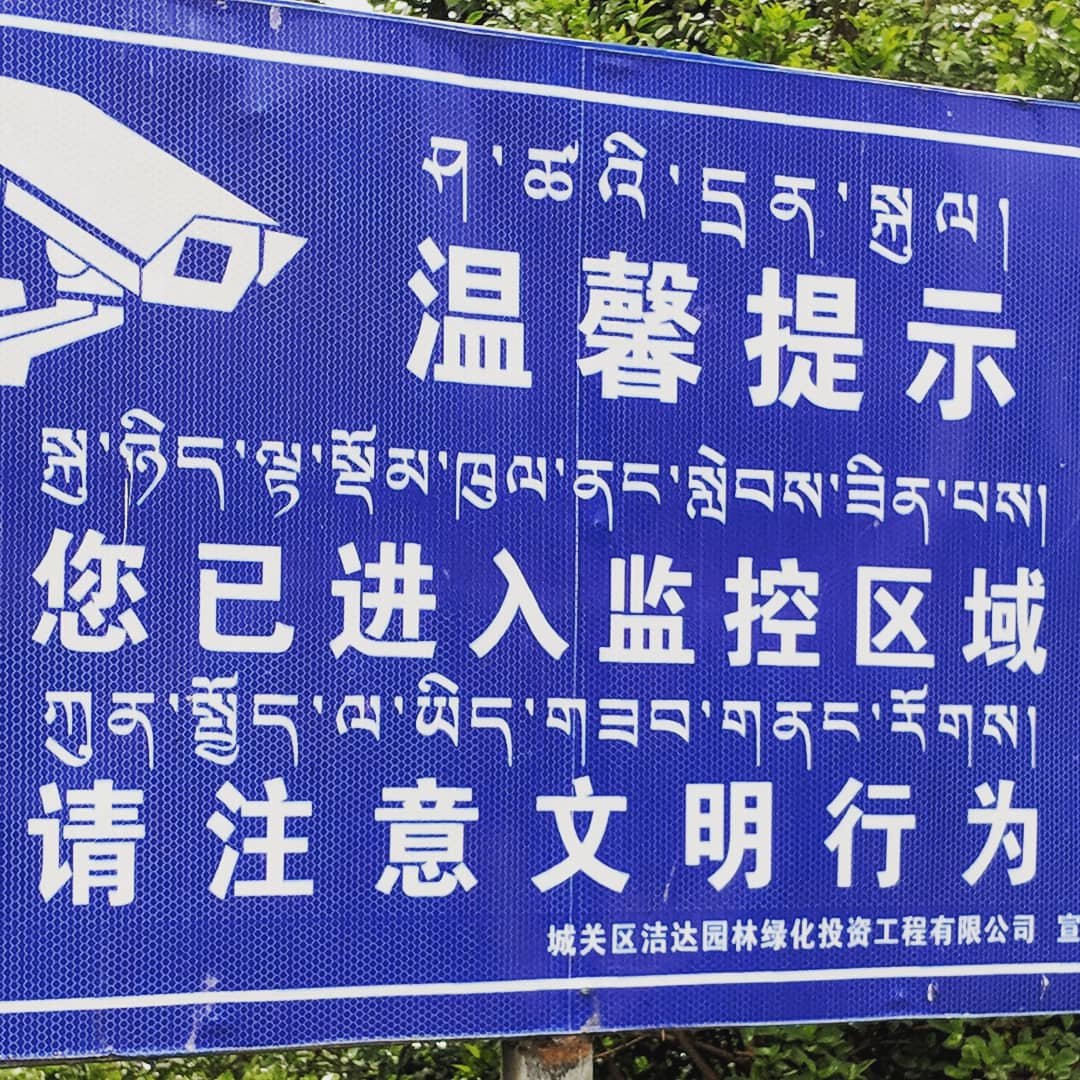 ཤ་ཚའི་དྲན་སྐུལ།
温馨提示
སྐུ་ཉིད་ལྟ་སྡོམ་ཁུལ་ནང་སླེབས་ཟིན་པས།
您已进入监控区域
ཀུན་སྤྱོད་ལ་ཡིད་གཟབ་གནང་རོགས།
请注意文明行为
城关区洁达园林绿化投资工程有限公司 宣